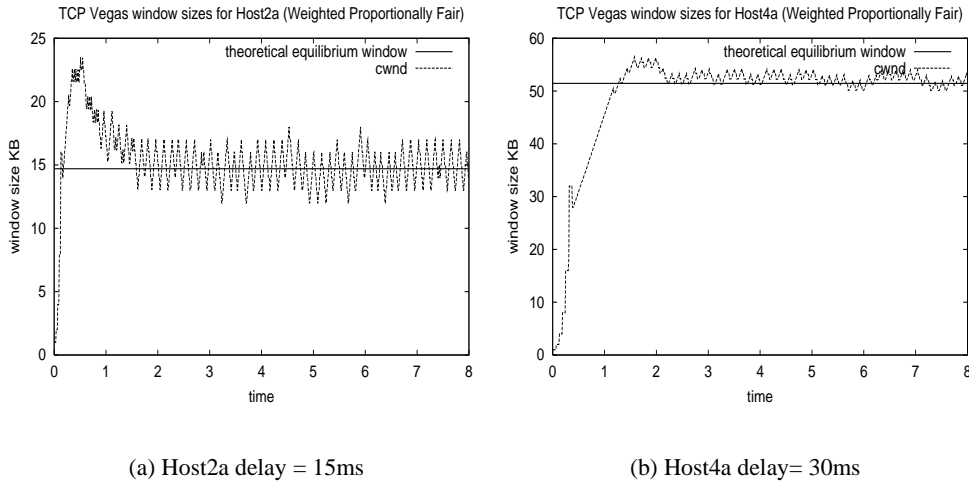 TCP Vegas window sizes for Host2a (Weighted Proportionally Fair)
25
20
15
10
5
0
window size KB
theoretical equilibrium window
cwnd
0 1 2 3 4 5 6 7 8
time
(a) Host2a delay = 15ms
TCP Vegas window sizes for Host4a (Weighted Proportionally Fair)
60
50
40
30
20
10
0
window size KB
theoretical equilibrium window
cwnd
0 1 2 3 4 5 6 7 8
time
(b) Host4a delay= 30ms